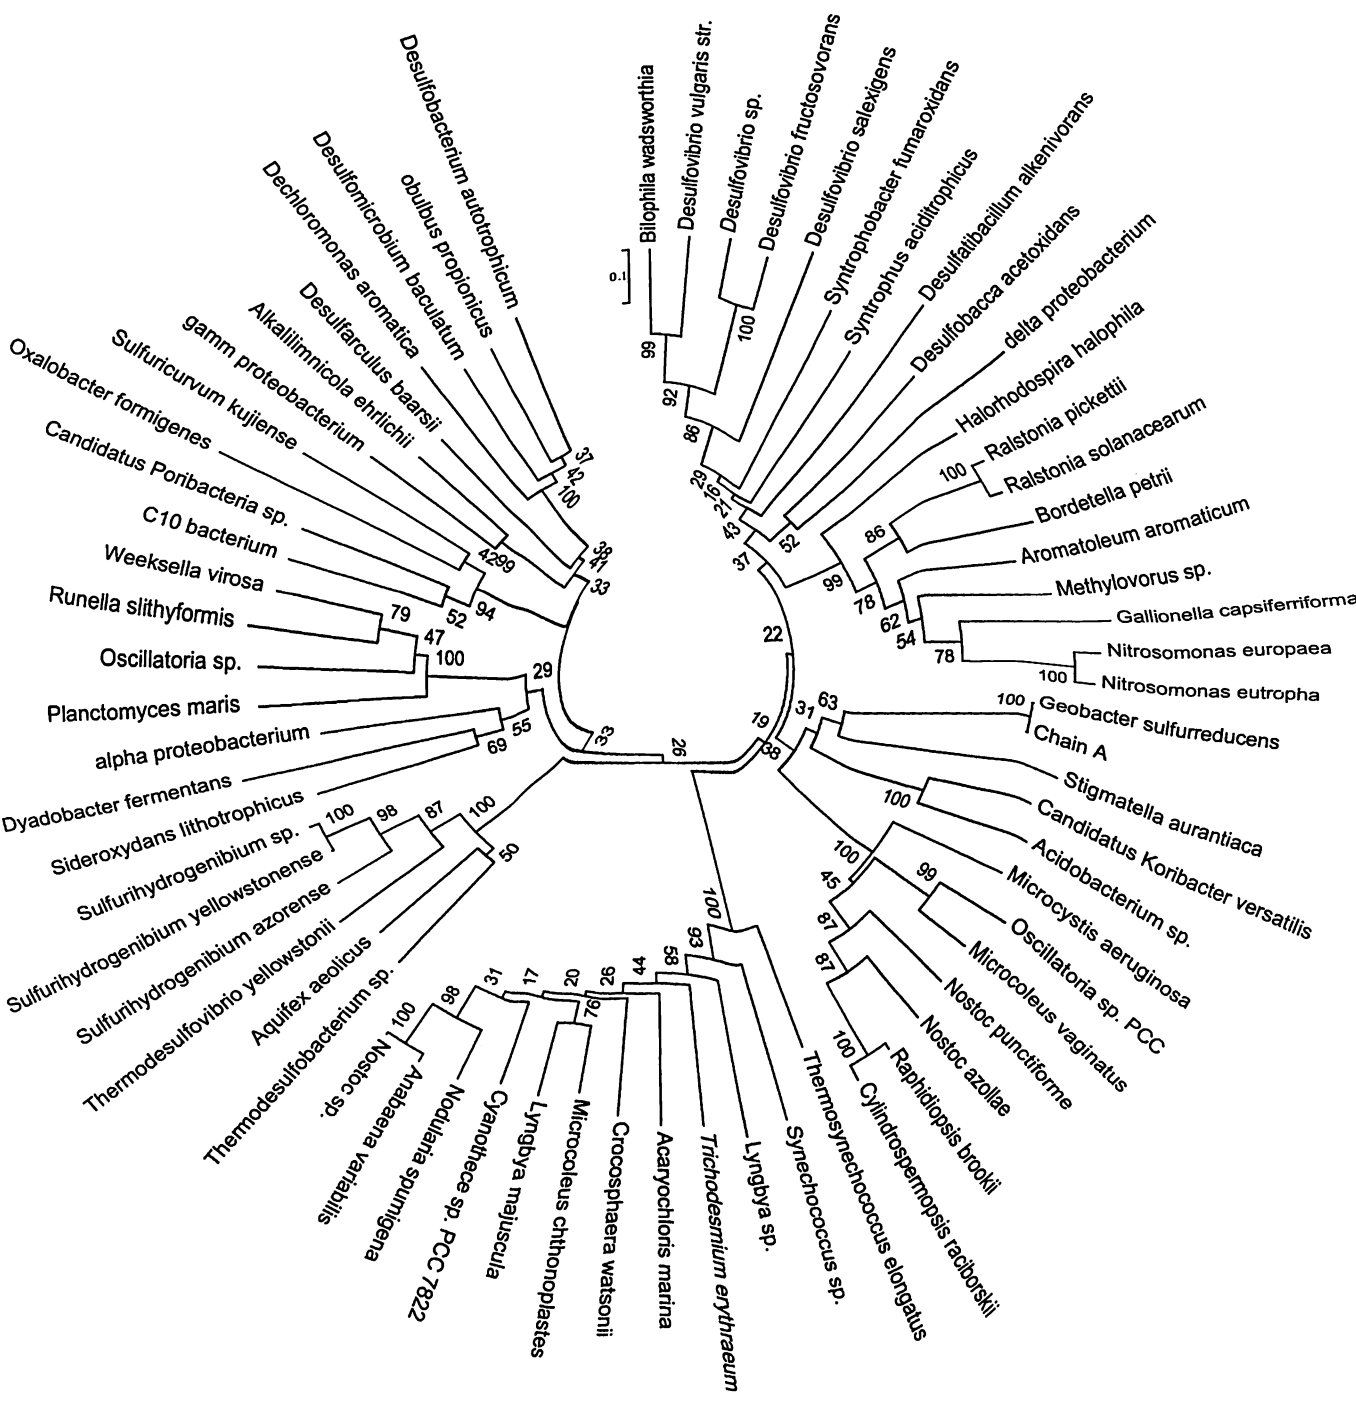 Bilophila wadsworthia
Desulfovibrio vulgaris str.
Desulfovibrio sp.
Desulfovibrio fructosovorans
Desulfovibrio salexigens
Syntrophobacter fumaroxidans
Syntrophus aciditrophicus
Desulfatibacillum alkenivorans
Desulfobacca acetoxidans
delta proteobacterium
Halorhodospira halophila
Ralstonia pickettii
Ralstonia solanacearum
Bordetella petrii
Aromatoleum aromaticum
Methylovorus sp.
Gallionella capsiferriforma
Nitrosomonas europaea
Nitrosomonas eutropha
Geobacter sulfurreducens
Chain A
Stigmatella aurantiaca
Candidatus Koribacter versatilis
Acidobacterium sp.
Microcystis aeruginosa
Oscillatoria sp. PCC
Microcoleus vaginatus
Nostoc punctiforme
Nostoc azollae
Raphidiopsis brookii
Cylindrospermopsis raciborskii
Thermosynechococcus elongatus
Synechococcus sp.
Lyngbya sp.
Trichodesmium erythraeum
Acaryochloris marina
Crocosphaera watsonii
Microcoleus chthonoplastes
Lyngbya majuscula
Cyanothece sp. PCC 7822
Nodularia spumigena
Anabaena variabilis
Nostoc sp.
Thermodesulfobacterium sp.
Aquifex aeolicus
Thermodesulfovibrio yellowstonii
Sulfurihydrogenibium azorense
Sulfurihydrogenibium yellowstonense
Sulfurihydrogenibium sp.
Sideroxydans lithotrophicus
Dyadobacter fermentans
alpha proteobacterium
Planctomyces maris
Oscillatoria sp.
Runella slithyformis
Weeksella virosa
C10 bacterium
Candidatus Poribacteria sp.
Oxalobacter formigenes
Sulfuricurvum kujiense
gamm proteobacterium
Alkalilimnicola ehrlichii
Desulfarculus baarsii
Dechloromonas aromatica
Desulfomicrobium baculatum
obulbus propionicus
Desulfobacterium autotrophicum
0.1
99
92
100
86
29
16
21
43
52
37
99
100
86
78
62
54
78
100
22
19
38
31
63
100
100
100
99
45
87
87
100
100
93
58
44
26
20
76
17
31
98
100
50
100
87
98
100
69
55
29
100
47
79
52
94
42
99
33
41
38
100
42
37
33
26